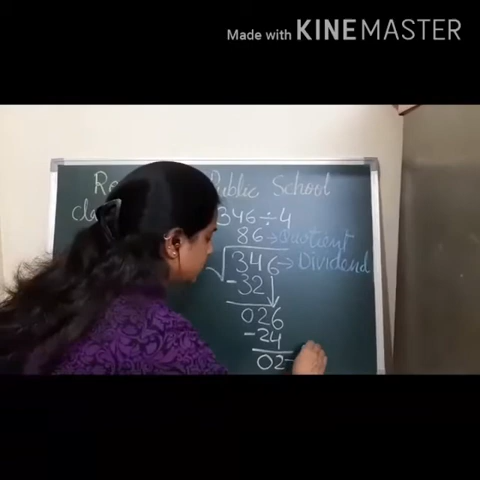 Made with KINEMASTER
Public School
346÷4
86→Quotient
346→Dividend
-32↓
026
-24
02